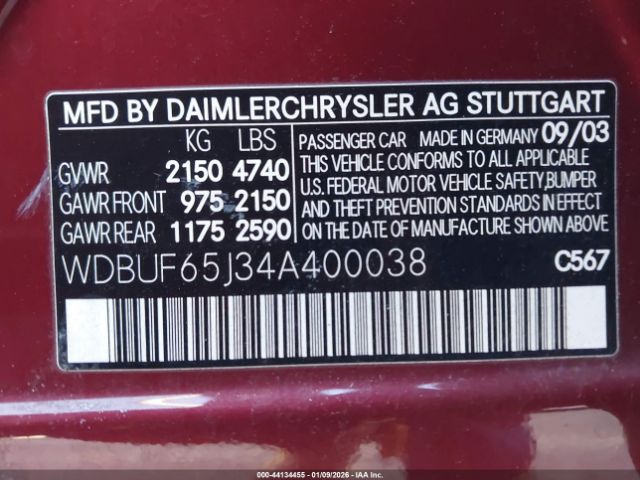 MFD BY DAIMLERCHRYSLER AG STUTTGART
KG LBS
GVWR 2150 4740
GAWR FRONT 975 2150
GAWR REAR 1175 2590
PASSENGER CAR MADE IN GERMANY 09/03
THIS VEHICLE CONFORMS TO ALL APPLICABLE
U.S. FEDERAL MOTOR VEHICLE SAFETY,BUMPER
AND THEFT PREVENTION STANDARDS IN EFFECT
ON THE DATE OF MANUFACTURE SHOWN ABOVE
WDBUF65J34A400038 C567
000-44134455 | 01/09/2026 | IAA Inc.